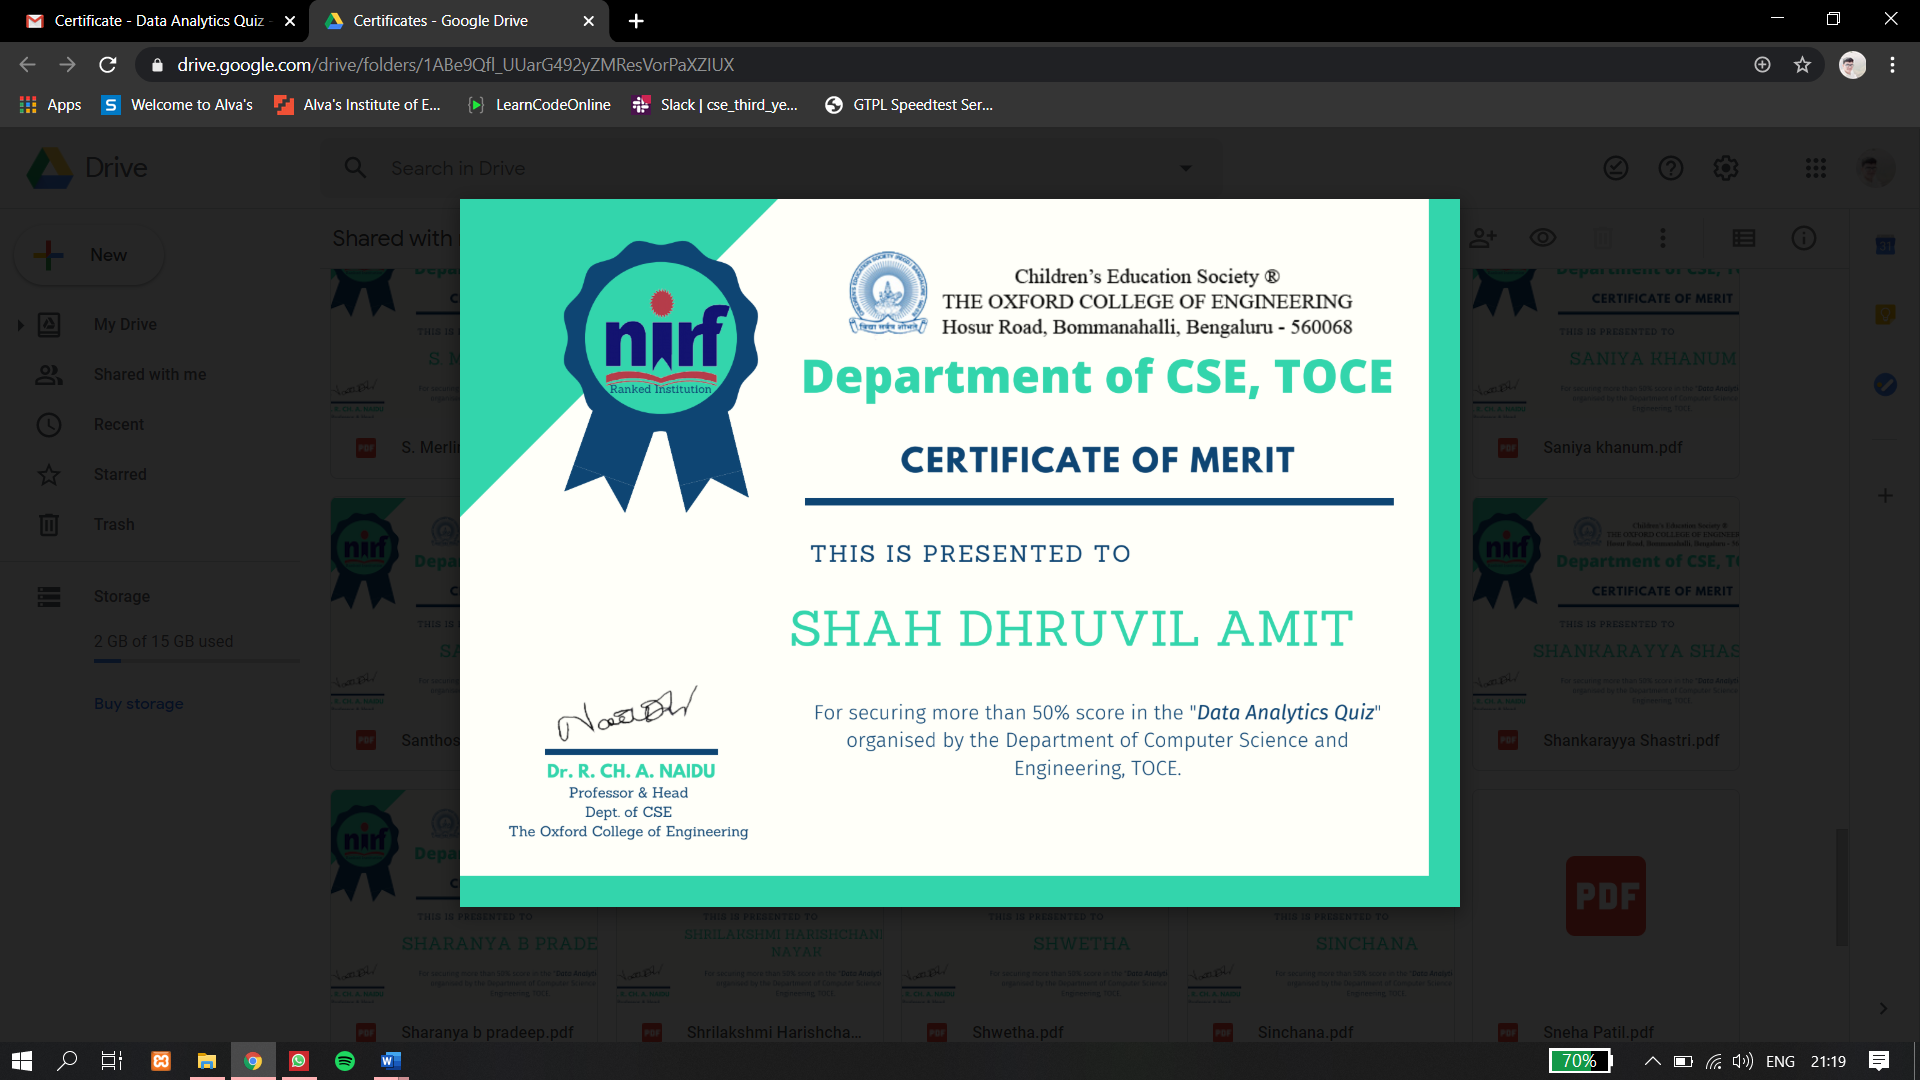 Certificate - Data Analytics Quiz -
Certificates - Google Drive
drive.google.com/drive/folders/1ABe9Qfl_UUarG492yZMResVorPaXZIUX
Apps
Welcome to Alva's
Alva's Institute of E...
LearnCodeOnline
Slack | cse_third_ye...
GTPL Speedtest Ser...
Drive
Search in Drive
New
Shared with
My Drive
Shared with me
Recent
Starred
Trash
Storage
2 GB of 15 GB used
Buy storage
nirf
Ranked Institution
Children's Education Society ®
THE OXFORD COLLEGE OF ENGINEERING
Hosur Road, Bommanahalli, Bengaluru - 560068
Department of CSE, TOCE
CERTIFICATE OF MERIT
THIS IS PRESENTED TO
SHAH DHRUVIL AMIT
For securing more than 50% score in the "Data Analytics Quiz"
organised by the Department of Computer Science and
Engineering, TOCE.
Dr. R. CH. A. NAIDU
Professor & Head
Dept. of CSE
The Oxford College of Engineering
CERTIFICATE OF MERIT
THIS IS PRESENTED TO
SANIYA KHANUM
S. Merlin
Saniya khanum.pdf
nirf
Department of CSE, TO
CERTIFICATE OF MERIT
THIS IS PRESENTED TO
SHANKARAYYA SHAS
Santhos
Shankarayya Shastri.pdf
THIS IS PRESENTED TO
SHARANYA B PRADE
THIS IS PRESENTED TO
SHRILAKSHMI HARISHCHAN
NAYAK
THIS IS PRESENTED TO
SHWETHA
THIS IS PRESENTED TO
SINCHANA
PDF
Sharanya b pradeep.pdf
Shrilakshmi Harishcha...
Shwetha.pdf
Sinchana.pdf
Sneha Patil.pdf
70%
ENG
21:19